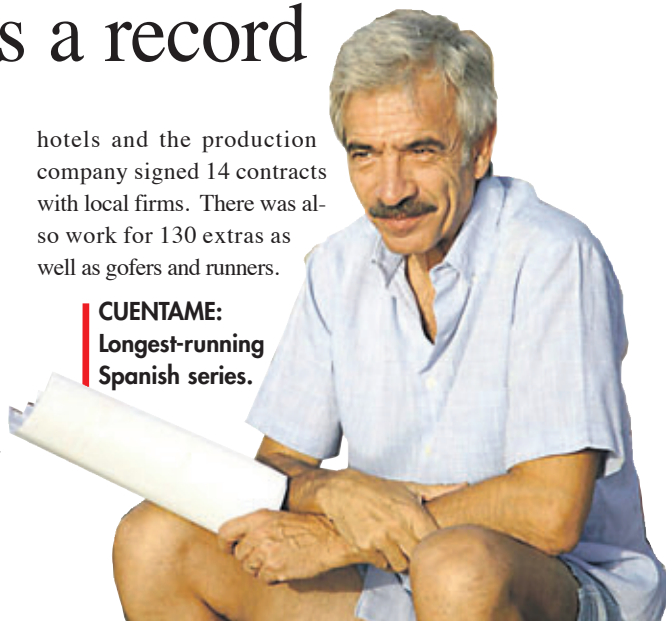 s a record
hotels and the production
company signed 14 contracts
with local firms. There was al-
so work for 130 extras as
well as gofers and runners.
CUENTAME:
Longest-running
Spanish series.